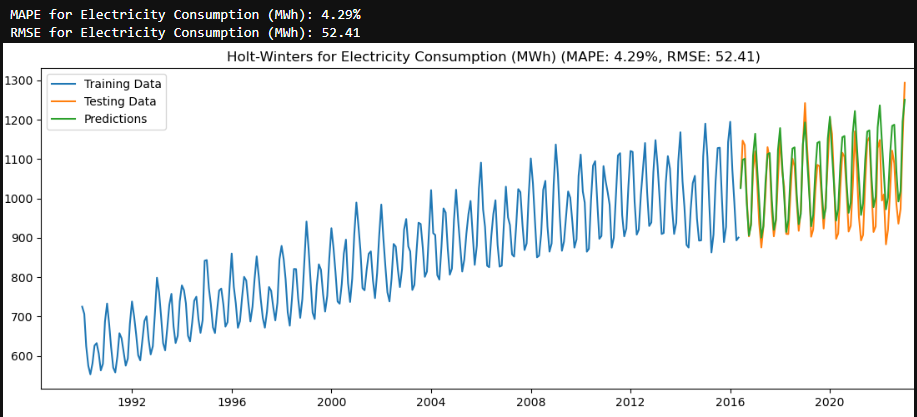 MAPE for Electricity Consumption (MWh): 4.29%
RMSE for Electricity Consumption (MWh): 52.41
Holt-Winters for Electricity Consumption (MWh) (MAPE: 4.29%, RMSE: 52.41)
Training Data
Testing Data
Predictions
1300
1200
1100
1000
900
800
700
600
1992
1996
2000
2004
2008
2012
2016
2020